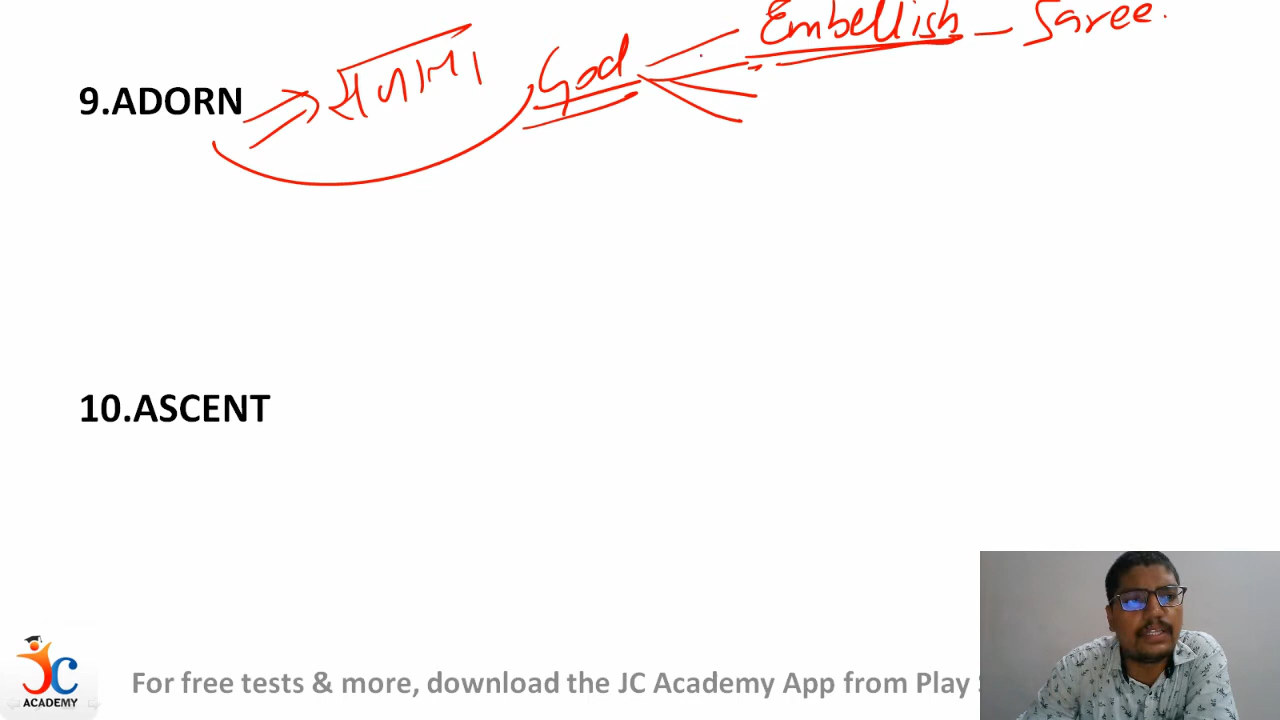 Embellish - Saree.
9.ADORN सजाना God
10.ASCENT
JC
ACADEMY
For free tests & more, download the JC Academy App from Play